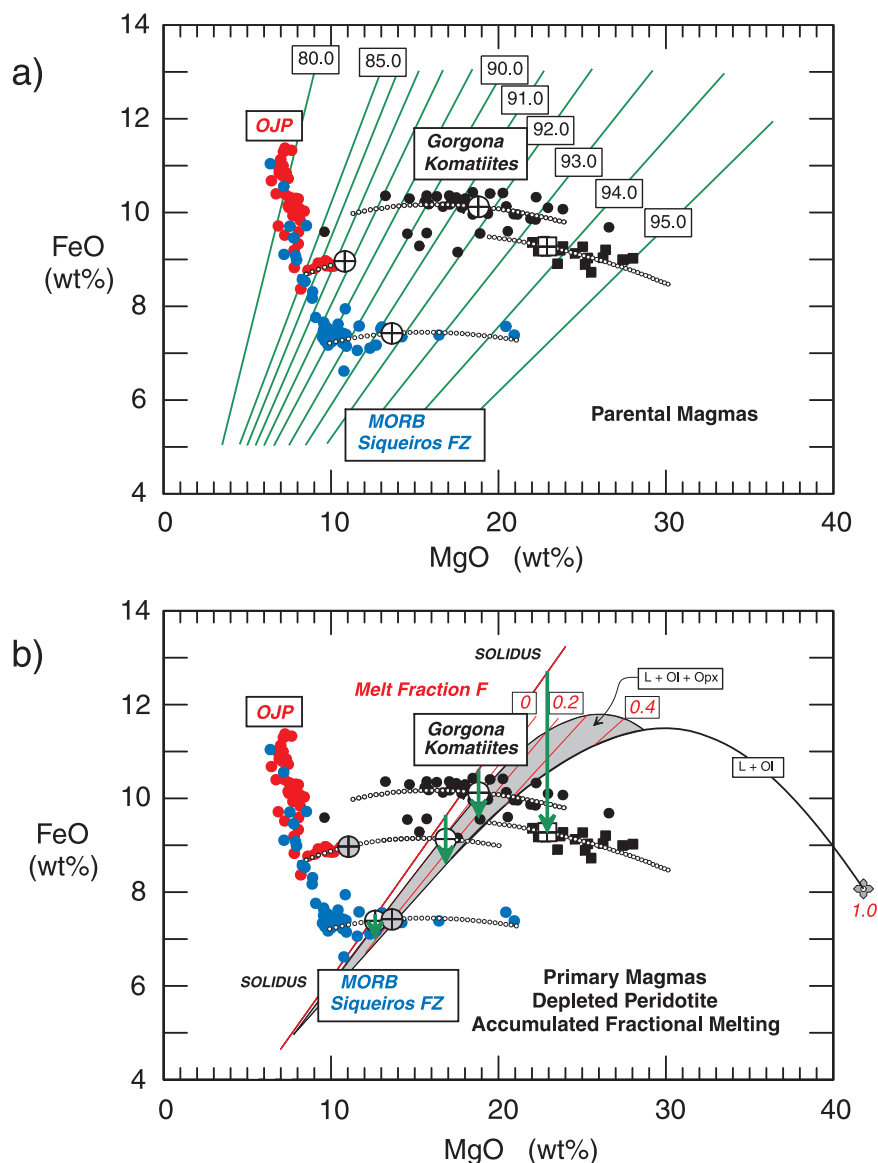 a)
14
12
10
8
6
4
FeO
(wt%)
80.0
85.0
90.0
91.0
92.0
93.0
94.0
95.0
OJP
Gorgona
Komatiites
MORB
Siqueiros FZ
Parental Magmas
0
10
20
30
40
MgO (wt%)
b)
14
12
10
8
6
4
FeO
(wt%)
SOLIDUS
L + Ol + Opx
Melt Fraction F
0
0.2
0.4
OJP
Gorgona
Komatiites
L + Ol
1.0
SOLIDUS
MORB
Siqueiros FZ
Primary Magmas
Depleted Peridotite
Accumulated Fractional Melting
0
10
20
30
40
MgO (wt%)